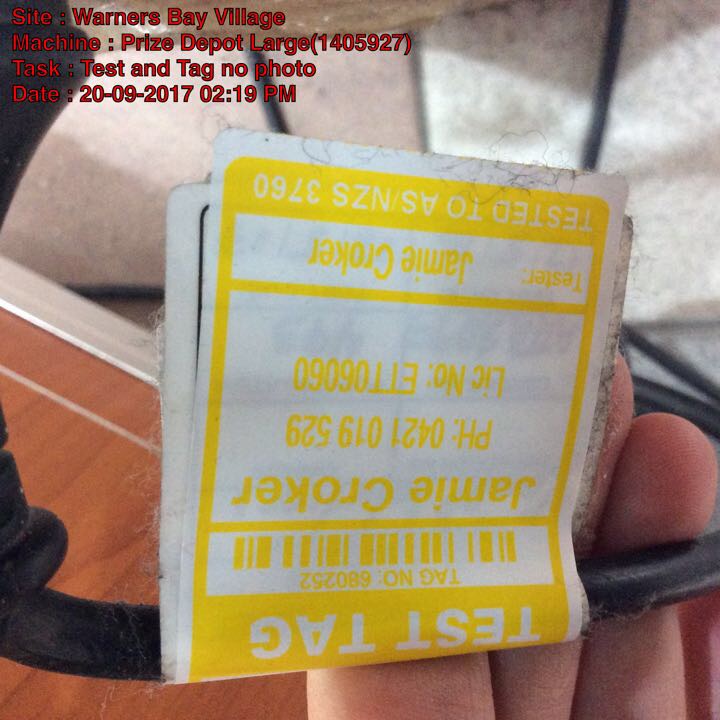 Site : Warners Bay Village
Machine : Prize Depot Large(1405927)
Task : Test and Tag no photo
Date : 20-09-2017 02:19 PM
TEST TAG
TAG NO: 680252
Jamie Croker
PH: 0421 019 529
Lic No: ETT06060
Tester: Jamie Croker
TESTED TO AS/NZS 3760